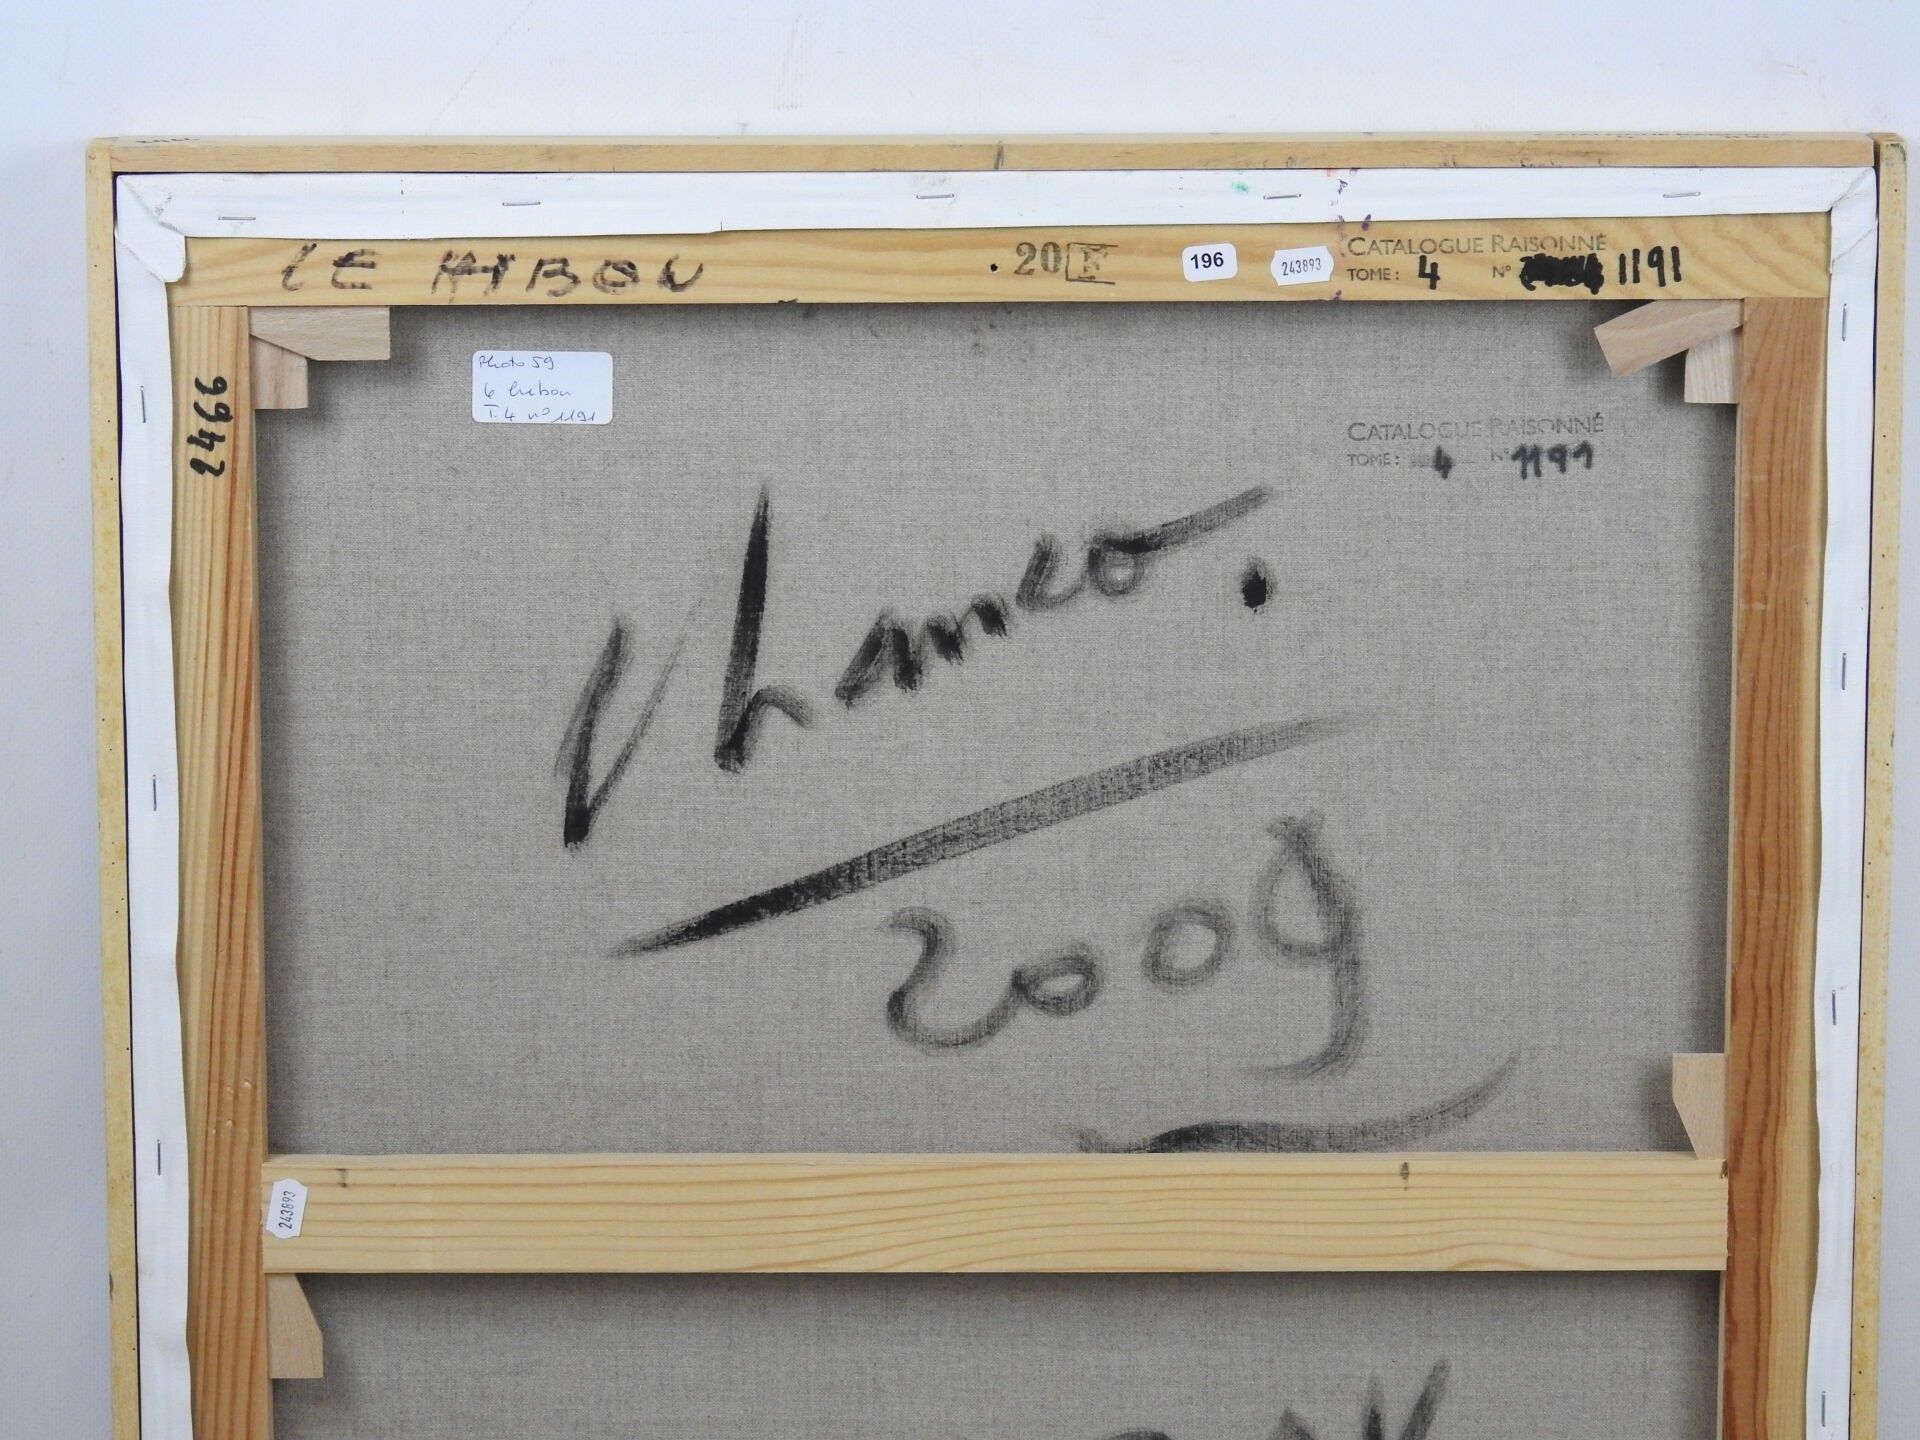 LE HIBOU
20 F
196
243893
CATALOGUE RAISONNÉ
TOME: 4 N° 1191
Photo 59
Le hibou
T.4 n° 1191
2466
CATALOGUE RAISONNÉ
TOME: 4 N° 1191
2009
243893